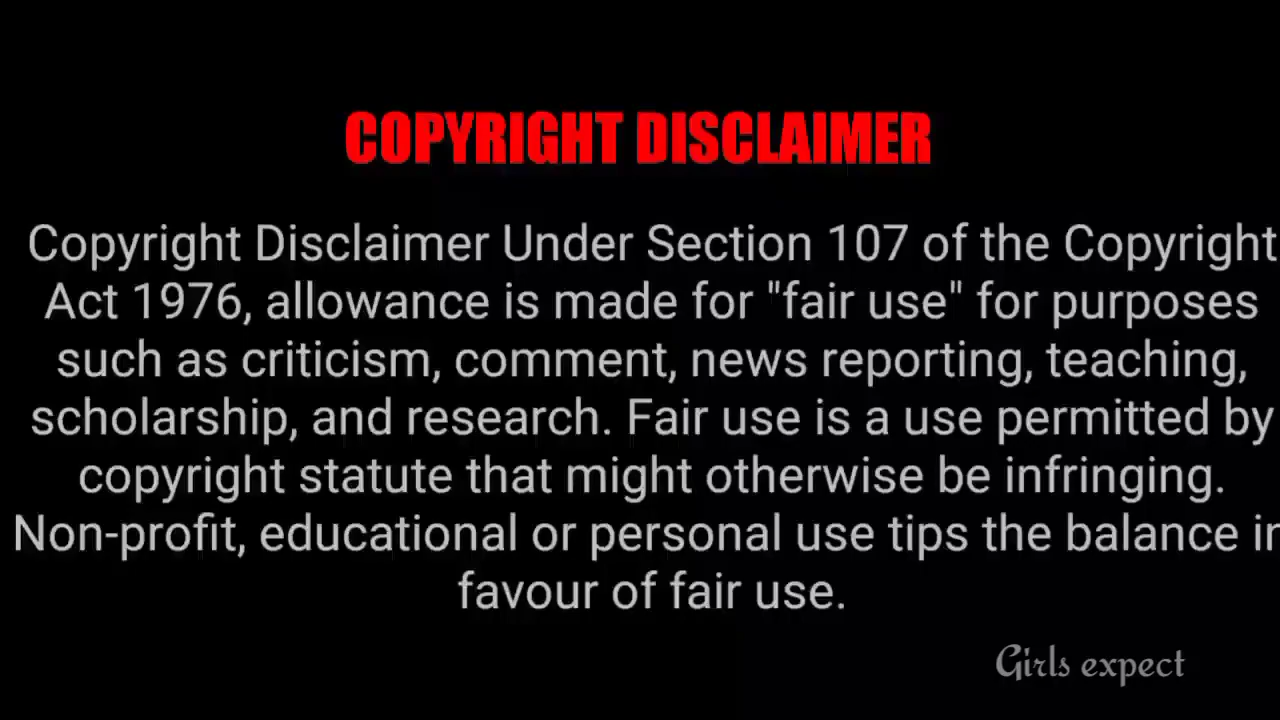 COPYRIGHT DISCLAIMER
Copyright Disclaimer Under Section 107 of the Copyright
Act 1976, allowance is made for "fair use" for purposes
such as criticism, comment, news reporting, teaching,
scholarship, and research. Fair use is a use permitted by
copyright statute that might otherwise be infringing.
Non-profit, educational or personal use tips the balance in
favour of fair use.
Girls expect